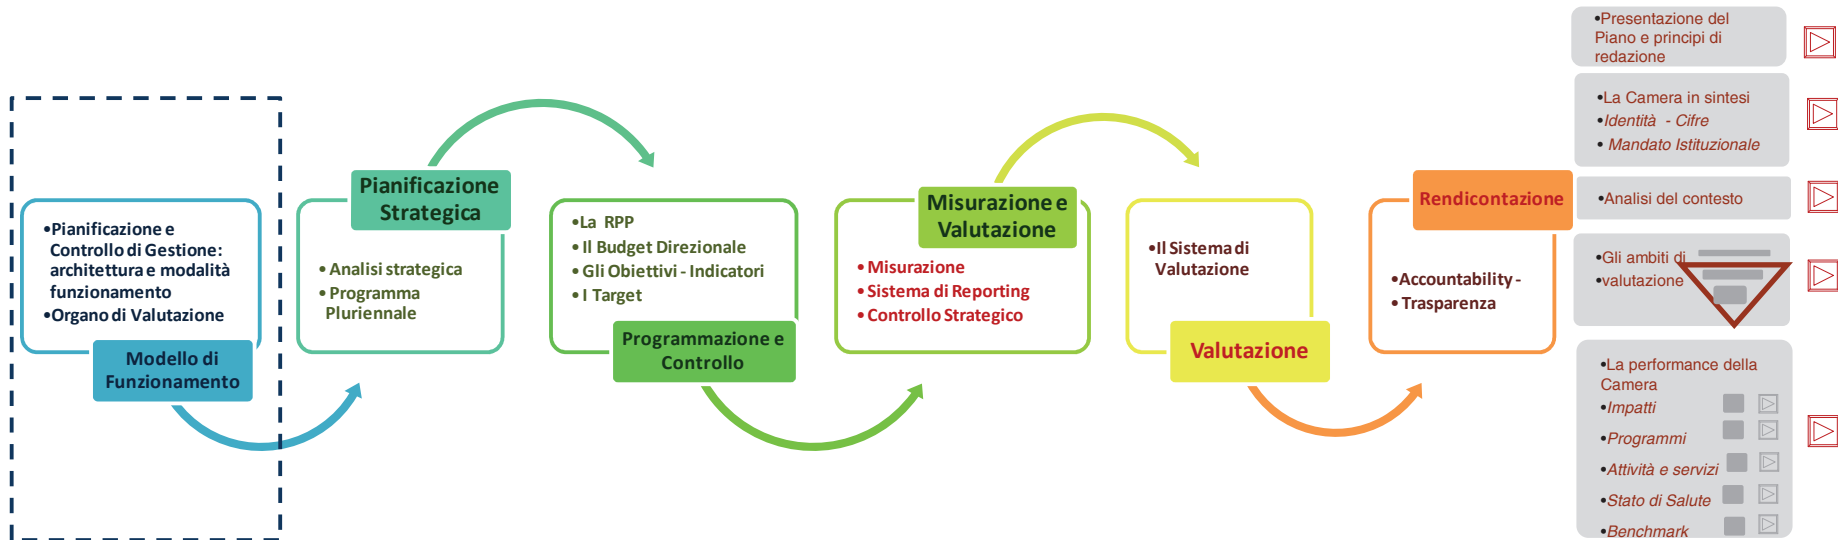 •Pianificazione e
Controllo di Gestione:
architettura e modalità
funzionamento
•Organo di Valutazione
Modello di
Funzionamento
Pianificazione
Strategica
• Analisi strategica
• Programma
Pluriennale
•La RPP
• Il Budget Direzionale
• Gli Obiettivi - Indicatori
• I Target
Programmazione e
Controllo
Misurazione e
Valutazione
• Misurazione
• Sistema di Reporting
• Controllo Strategico
•Il Sistema di
Valutazione
Valutazione
Rendicontazione
•Accountability -
• Trasparenza
•Presentazione del
Piano e principi di
redazione
•La Camera in sintesi
•Identità - Cifre
• Mandato Istituzionale
•Analisi del contesto
•Gli ambiti di
•valutazione
•La performance della
Camera
•Impatti
•Programmi
•Attività e servizi
•Stato di Salute
•Benchmark